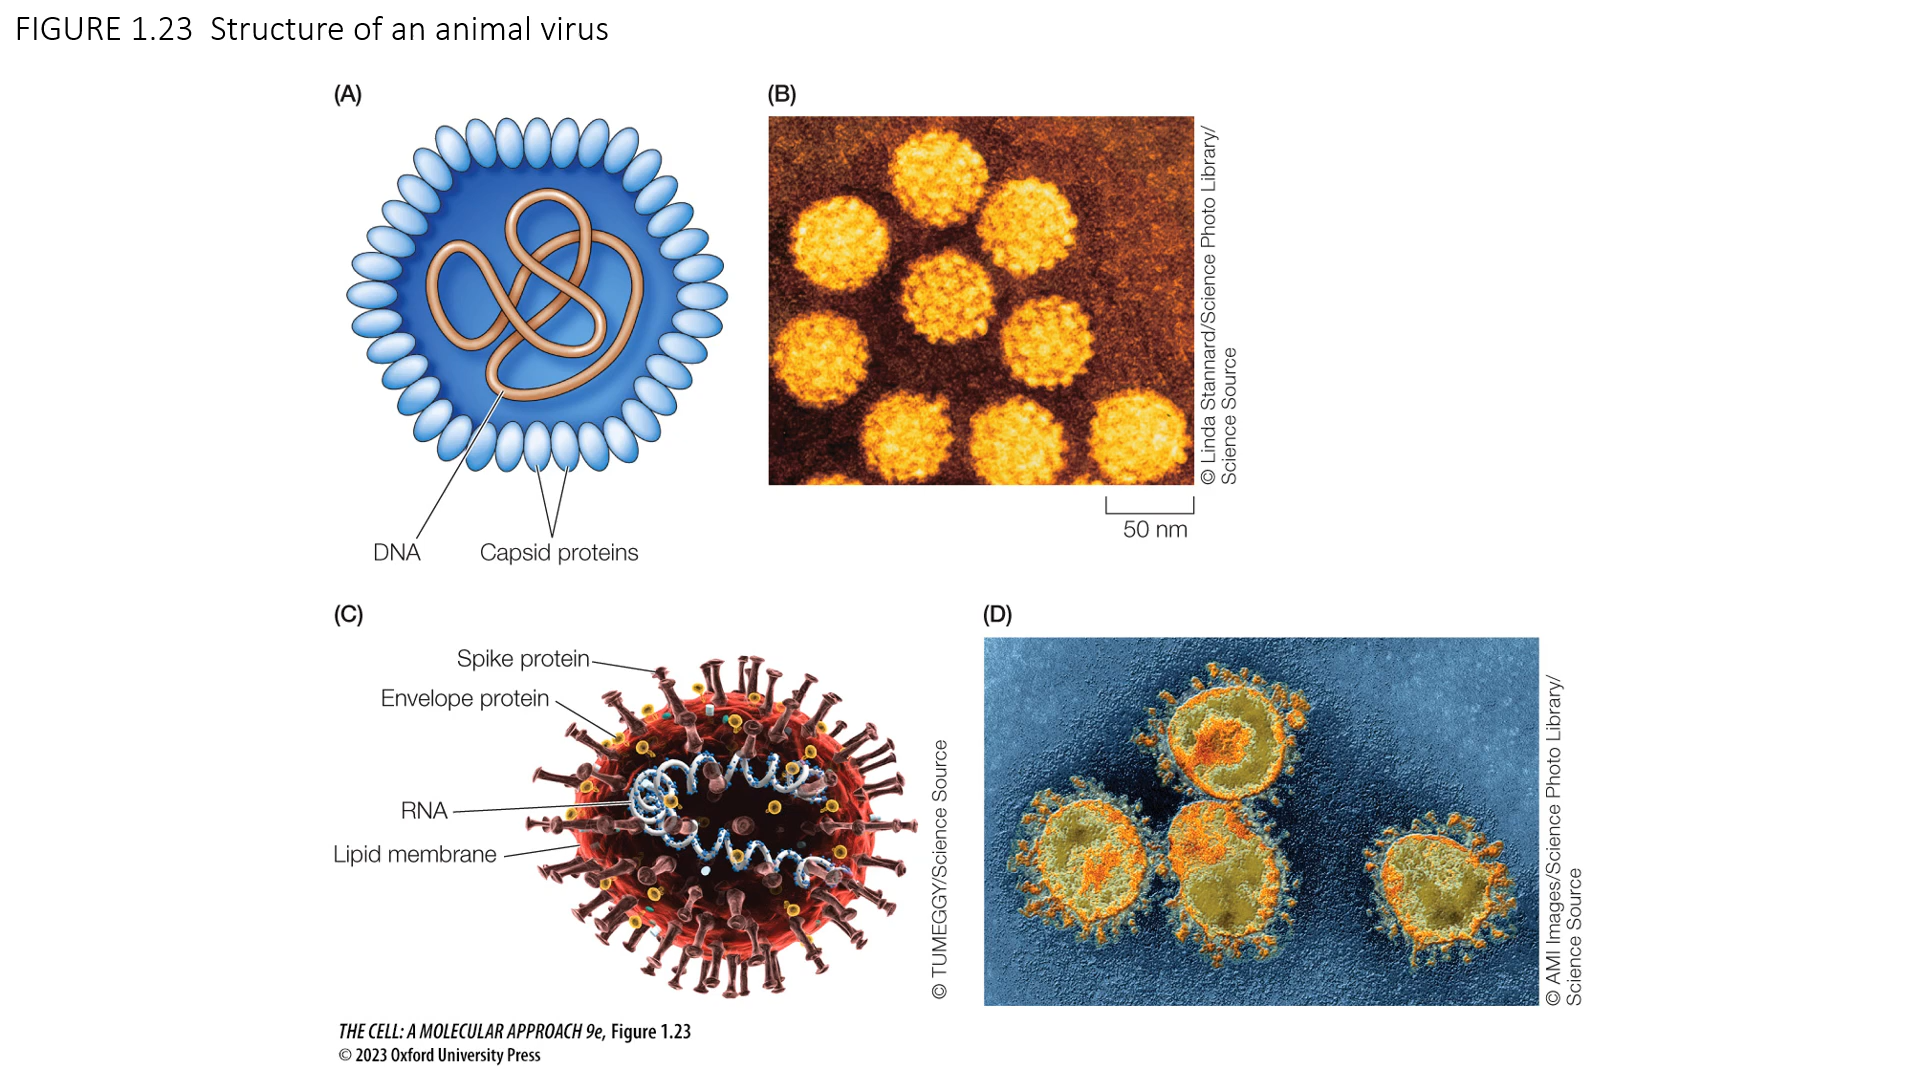 FIGURE 1.23 Structure of an animal virus
(A)
(B)
© Linda Stannard/Science Photo Library/
Science Source
50 nm
DNA
Capsid proteins
(C)
Spike protein
Envelope protein
RNA
Lipid membrane
© TUMEGGY/Science Source
(D)
© AMI Images/Science Photo Library/
Science Source
THE CELL: A MOLECULAR APPROACH 9e, Figure 1.23
© 2023 Oxford University Press